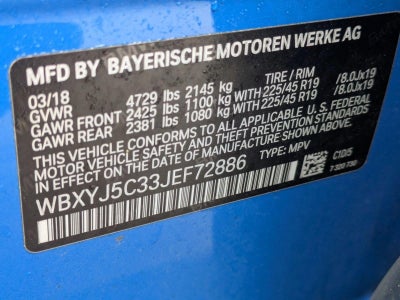 MFD BY BAYERISCHE MOTOREN WERKE AG
03/18 TIRE / RIM
GVWR 4729 lbs 2145 kg
GAWR FRONT 2425 lbs 1100 kg WITH 225/45 R19 /8.0Jx19
GAWR REAR 2381 lbs 1080 kg WITH 225/45 R19 /8.0Jx19
THIS VEHICLE CONFORMS TO ALL APPLICABLE U.S. FEDERAL
MOTOR VEHICLE SAFETY AND THEFT PREVENTION STANDARDS
IN EFFECT ON THE DATE OF MANUFACTURE SHOWN ABOVE.
WBXYJ5C33JEF72886 TYPE: MPV
C1D/5